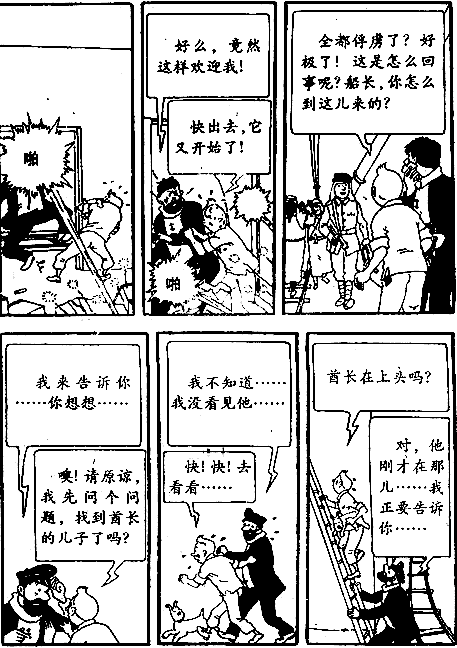 啪
好么，竟然
这样欢迎我！
快出去，它
又开始了！
啪
全都俘虏了？好
极了！这是怎么回
事呢？船长，你怎么
到这儿来的？
我来告诉你
……你想想……
噢！请原谅，
我先问个问
题，找到酋长
的儿子了吗？
我不知道……
我没看见他……
快！快！去
看看……
酋长在上头吗？
对，他
刚才在那
儿……我
正要告诉
你……